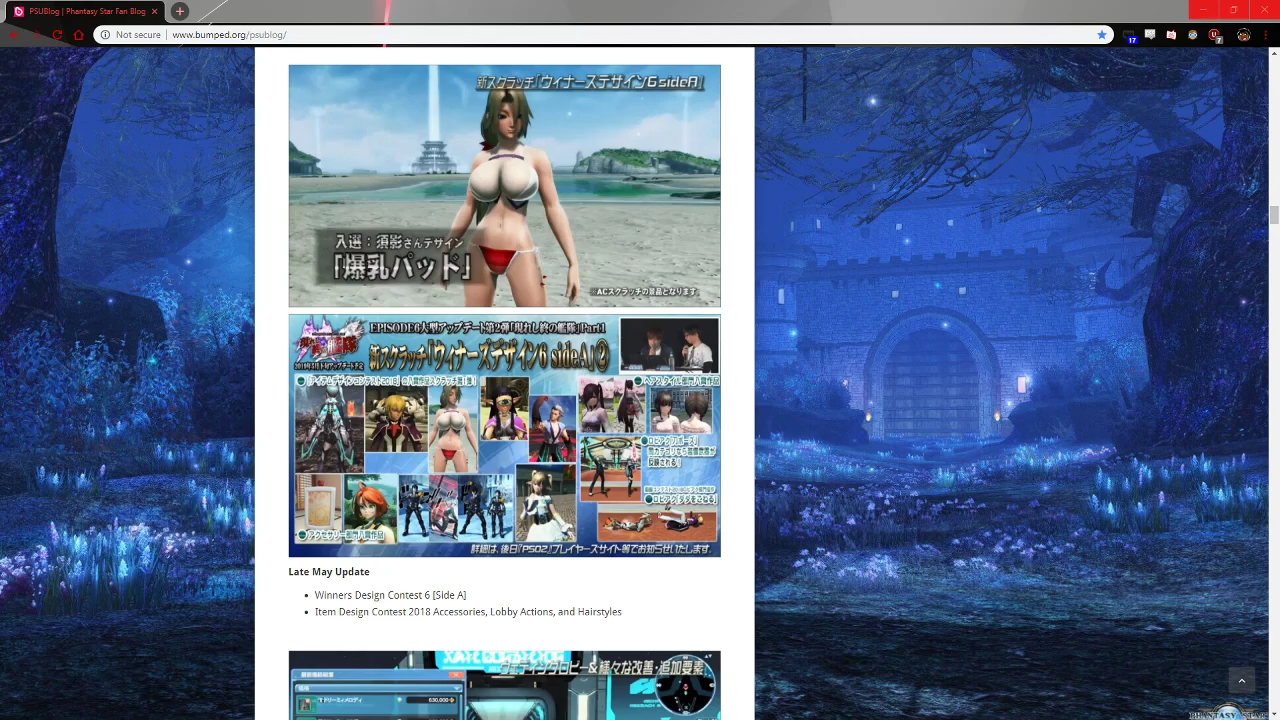 PSUBlog | Phantasy Star Fan Blog
Not secure
www.bumped.org/psublog/
17
7
新スクラッチ「ウィナーズデザイン6 sideA」
入選：須影さんデザイン
「爆乳パッド」
※ACスクラッチの景品となります
EPISODE6大型アップデート第2弾「現れし終の艦隊」Part1
新スクラッチ「ウィナーズデザイン6 sideA」②
詳細は、後日『PSO2』プレイヤーズサイト等でお知らせいたします。
Late May Update
Winners Design Contest 6 [Side A]
Item Design Contest 2018 Accessories, Lobby Actions, and Hairstyles
ウェディングロビー＆様々な改善・追加要素
630,000